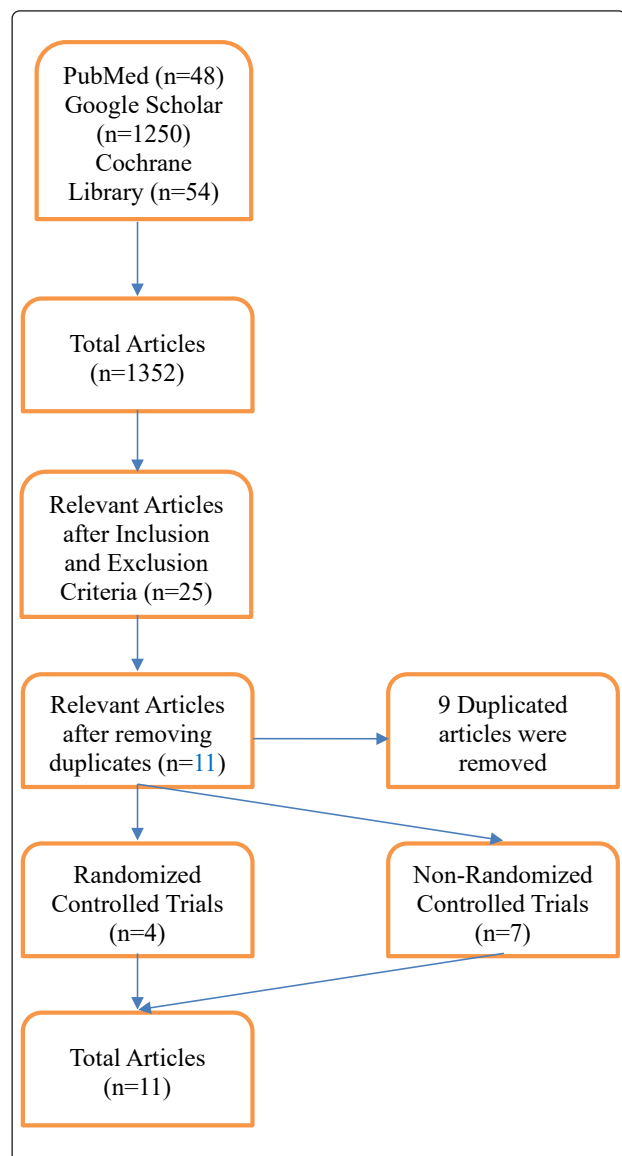 PubMed (n=48)
Google Scholar
(n=1250)
Cochrane
Library (n=54)
Total Articles
(n=1352)
Relevant Articles
after Inclusion
and Exclusion
Criteria (n=25)
Relevant Articles
after removing
duplicates (n=11)
9 Duplicated
articles were
removed
Randomized
Controlled Trials
(n=4)
Non-Randomized
Controlled Trials
(n=7)
Total Articles
(n=11)